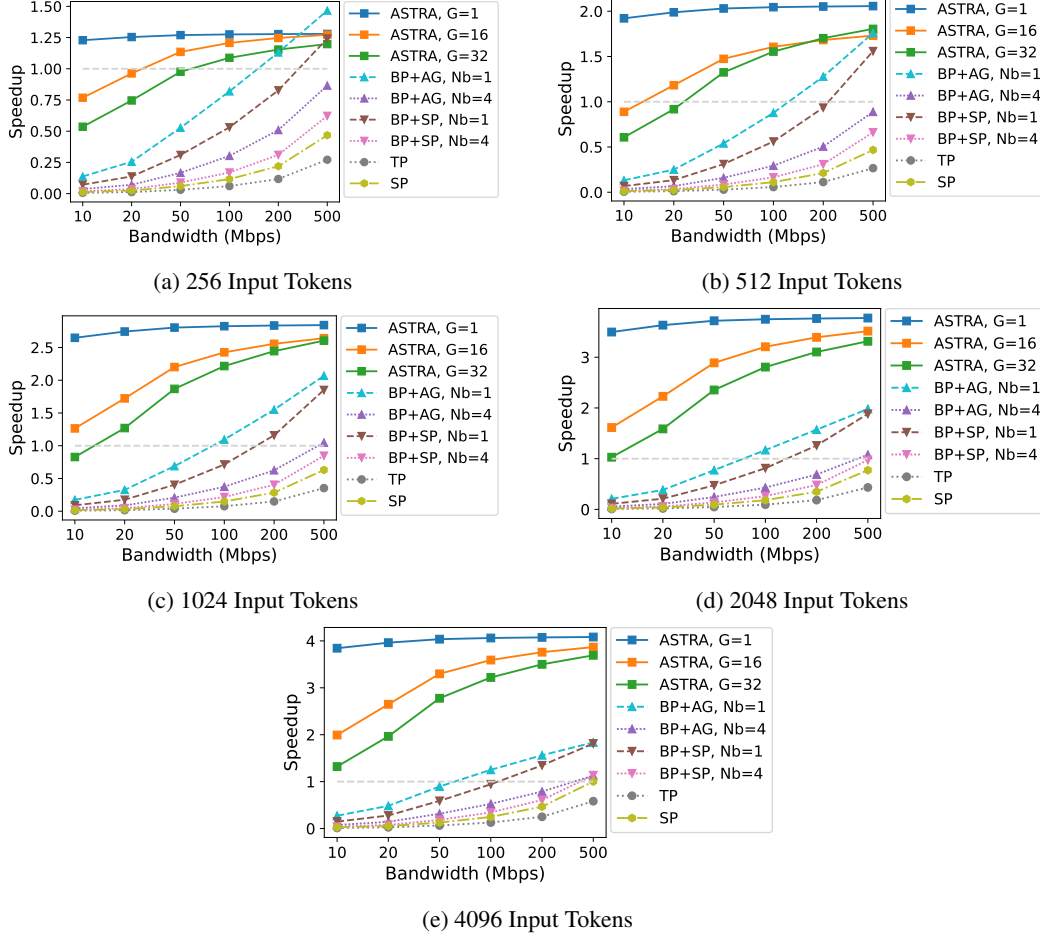 1.50
1.25
1.00
0.75
0.50
0.25
0.00
Speedup
10 20 50 100 200 500
Bandwidth (Mbps)
ASTRA, G=1
ASTRA, G=16
ASTRA, G=32
BP+AG, Nb=1
BP+AG, Nb=4
BP+SP, Nb=1
BP+SP, Nb=4
TP
SP
(a) 256 Input Tokens
2.0
1.5
1.0
0.5
0.0
Speedup
10 20 50 100 200 500
Bandwidth (Mbps)
ASTRA, G=1
ASTRA, G=16
ASTRA, G=32
BP+AG, Nb=1
BP+AG, Nb=4
BP+SP, Nb=1
BP+SP, Nb=4
TP
SP
(b) 512 Input Tokens
2.5
2.0
1.5
1.0
0.5
0.0
Speedup
10 20 50 100 200 500
Bandwidth (Mbps)
ASTRA, G=1
ASTRA, G=16
ASTRA, G=32
BP+AG, Nb=1
BP+AG, Nb=4
BP+SP, Nb=1
BP+SP, Nb=4
TP
SP
(c) 1024 Input Tokens
3
2
1
0
Speedup
10 20 50 100 200 500
Bandwidth (Mbps)
ASTRA, G=1
ASTRA, G=16
ASTRA, G=32
BP+AG, Nb=1
BP+AG, Nb=4
BP+SP, Nb=1
BP+SP, Nb=4
TP
SP
(d) 2048 Input Tokens
4
3
2
1
0
Speedup
10 20 50 100 200 500
Bandwidth (Mbps)
ASTRA, G=1
ASTRA, G=16
ASTRA, G=32
BP+AG, Nb=1
BP+AG, Nb=4
BP+SP, Nb=1
BP+SP, Nb=4
TP
SP
(e) 4096 Input Tokens